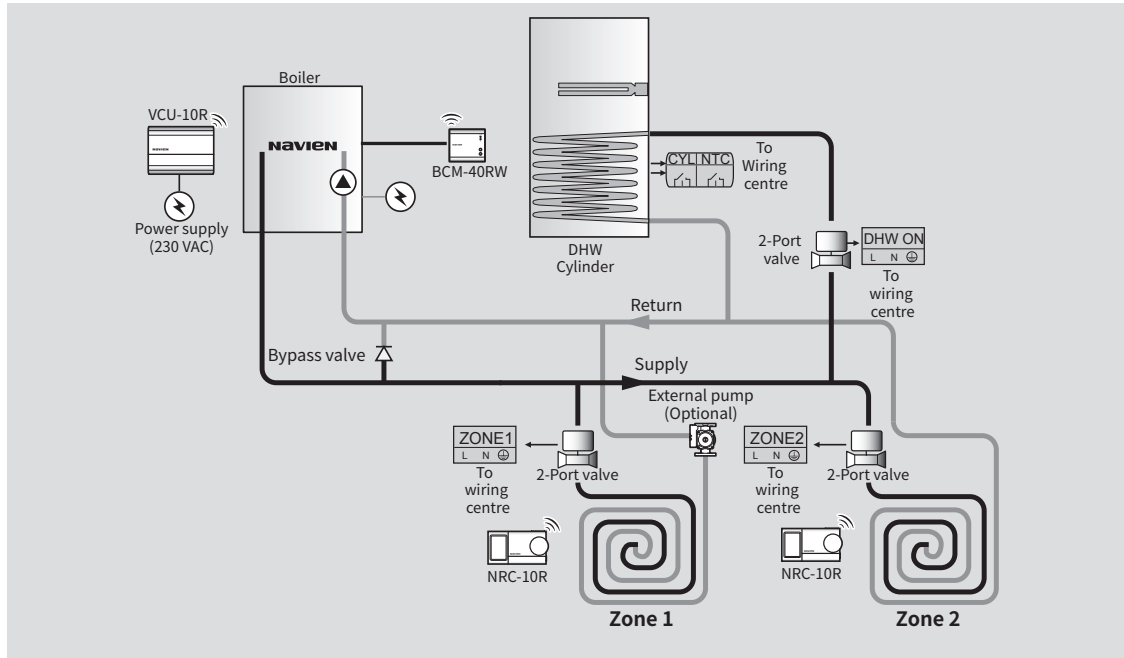 Boiler
VCU-10R
NAVIEN
BCM-40RW
Power supply
(230 VAC)
CYL NTC
To
Wiring
centre
DHW
Cylinder
2-Port
valve
DHW ON
L N
To
wiring
centre
Return
Bypass valve
Supply
External pump
(Optional)
ZONE1
L N
To
wiring
centre
2-Port valve
ZONE2
L N
To
wiring
centre
2-Port valve
NRC-10R
NRC-10R
Zone 1
Zone 2